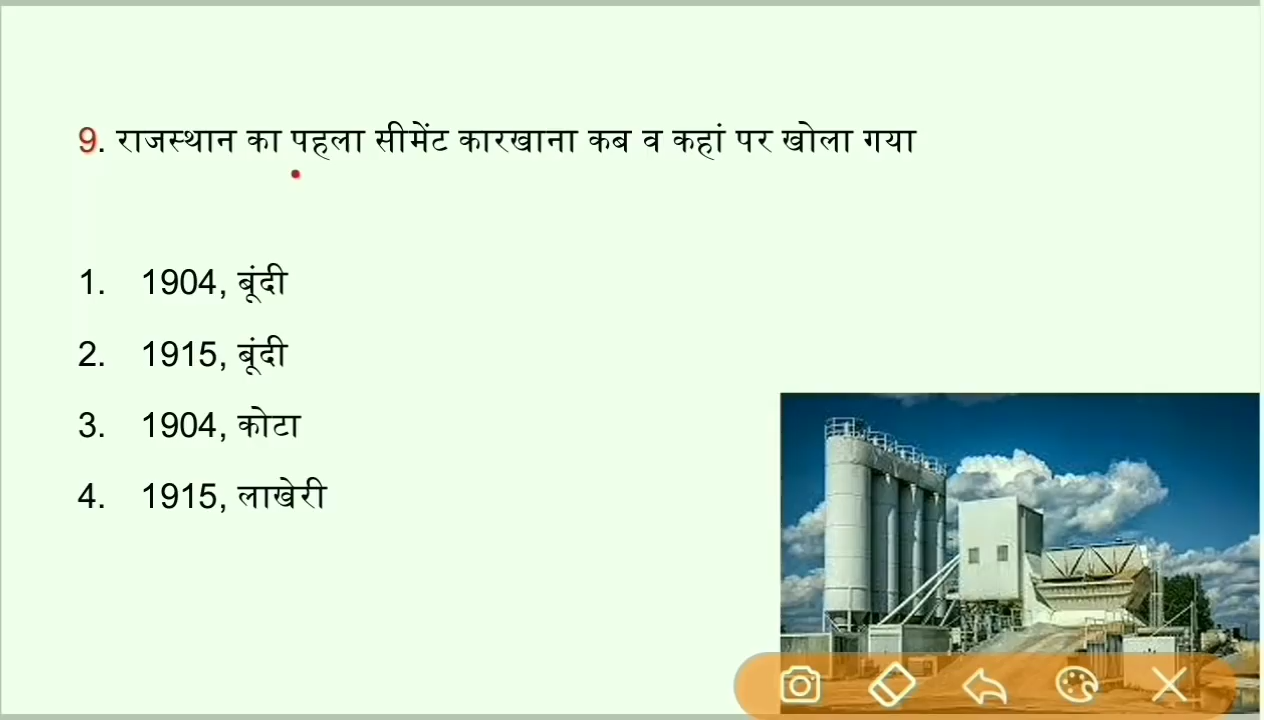 9. राजस्थान का पहला सीमेंट कारखाना कब व कहां पर खोला गया
1. 1904, बूंदी
2. 1915, बूंदी
3. 1904, कोटा
4. 1915, लाखेरी